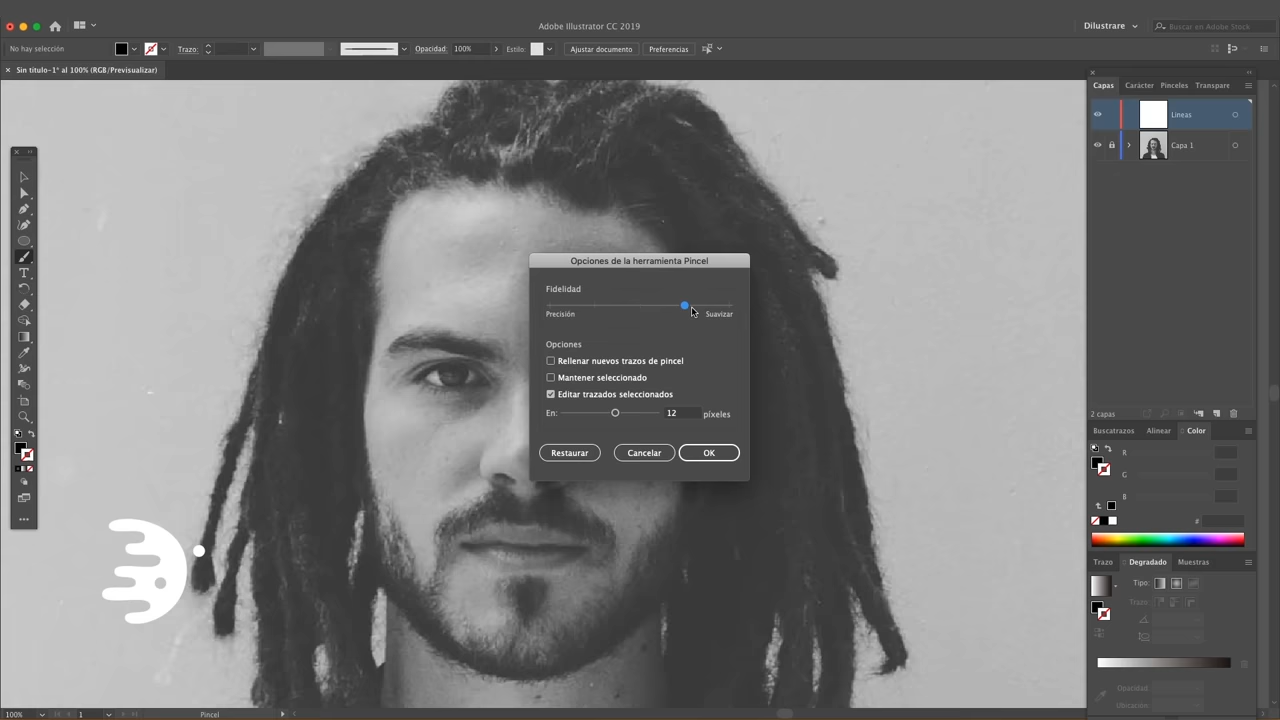 Adobe Illustrator CC 2019
Dilustrare
Buscar en Adobe Stock
No hay selección
Trazo:
Opacidad:
100%
Estilo:
Ajustar documento
Preferencias
Sin título-1* al 100% (RGB/Previsualizar)
Capas
Carácter
Pinceles
Transpare
Líneas
Capa 1
Opciones de la herramienta Pincel
Fidelidad
Precisión
Suavizar
Opciones
Rellenar nuevos trazos de pincel
Mantener seleccionado
Editar trazados seleccionados
En:
12
píxeles
Restaurar
Cancelar
OK
2 capas
Buscatrazos
Alinear
Color
R
G
B
#
Trazo
Degradado
Muestras
Tipo:
Trazo:
Opacidad:
Ubicación:
100%
1
Pincel